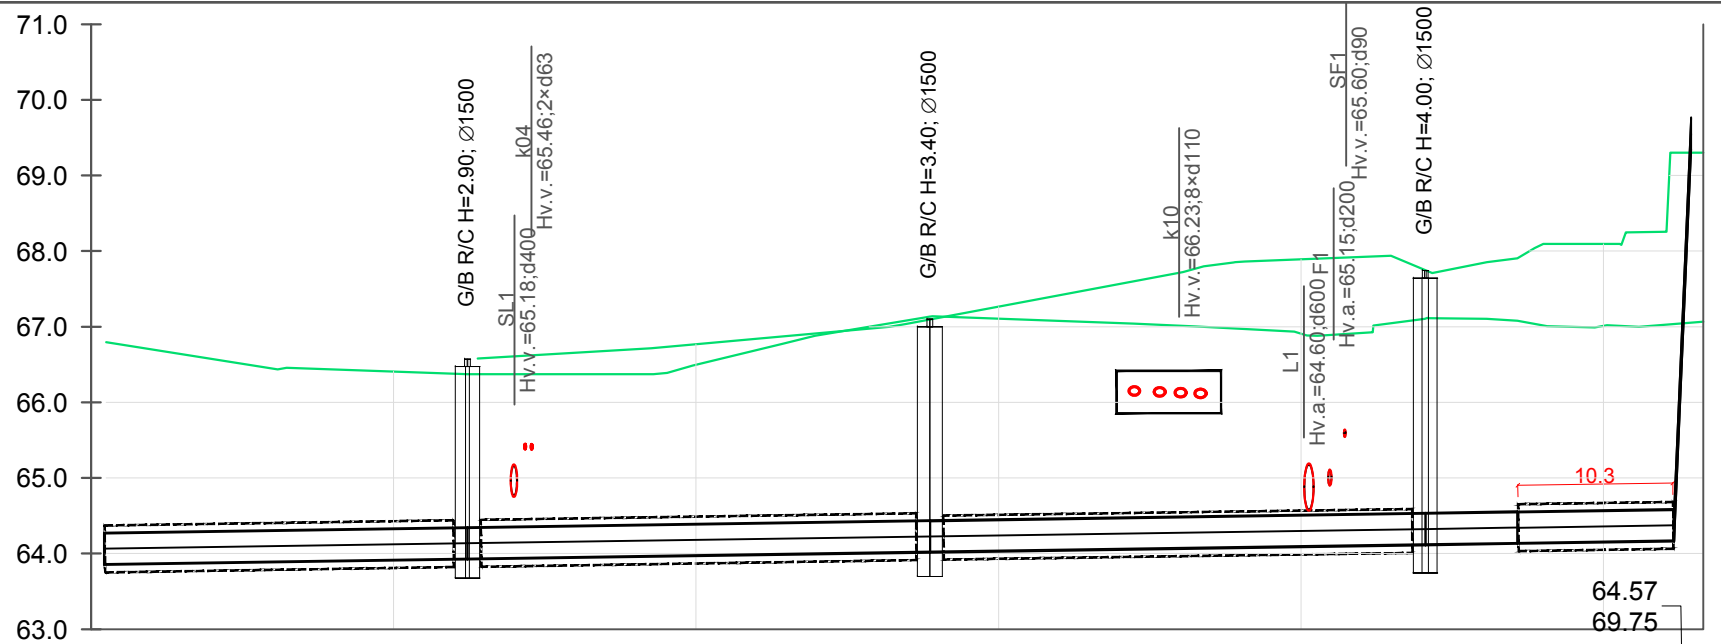 71.0
70.0
69.0
68.0
67.0
66.0
65.0
64.0
63.0
G/B R/C H=2.90; Ø1500
SL1
Hv.v.=65.18;d400
k04
Hv.v.=65.46;2×d63
G/B R/C H=3.40; Ø1500
k10
Hv.v.=66.23;8×d110
L1
Hv.a.=64.60;d600
F1
Hv.a.=65.15;d200
SF1
Hv.v.=65.60;d90
G/B R/C H=4.00; Ø1500
10.3
64.57
69.75